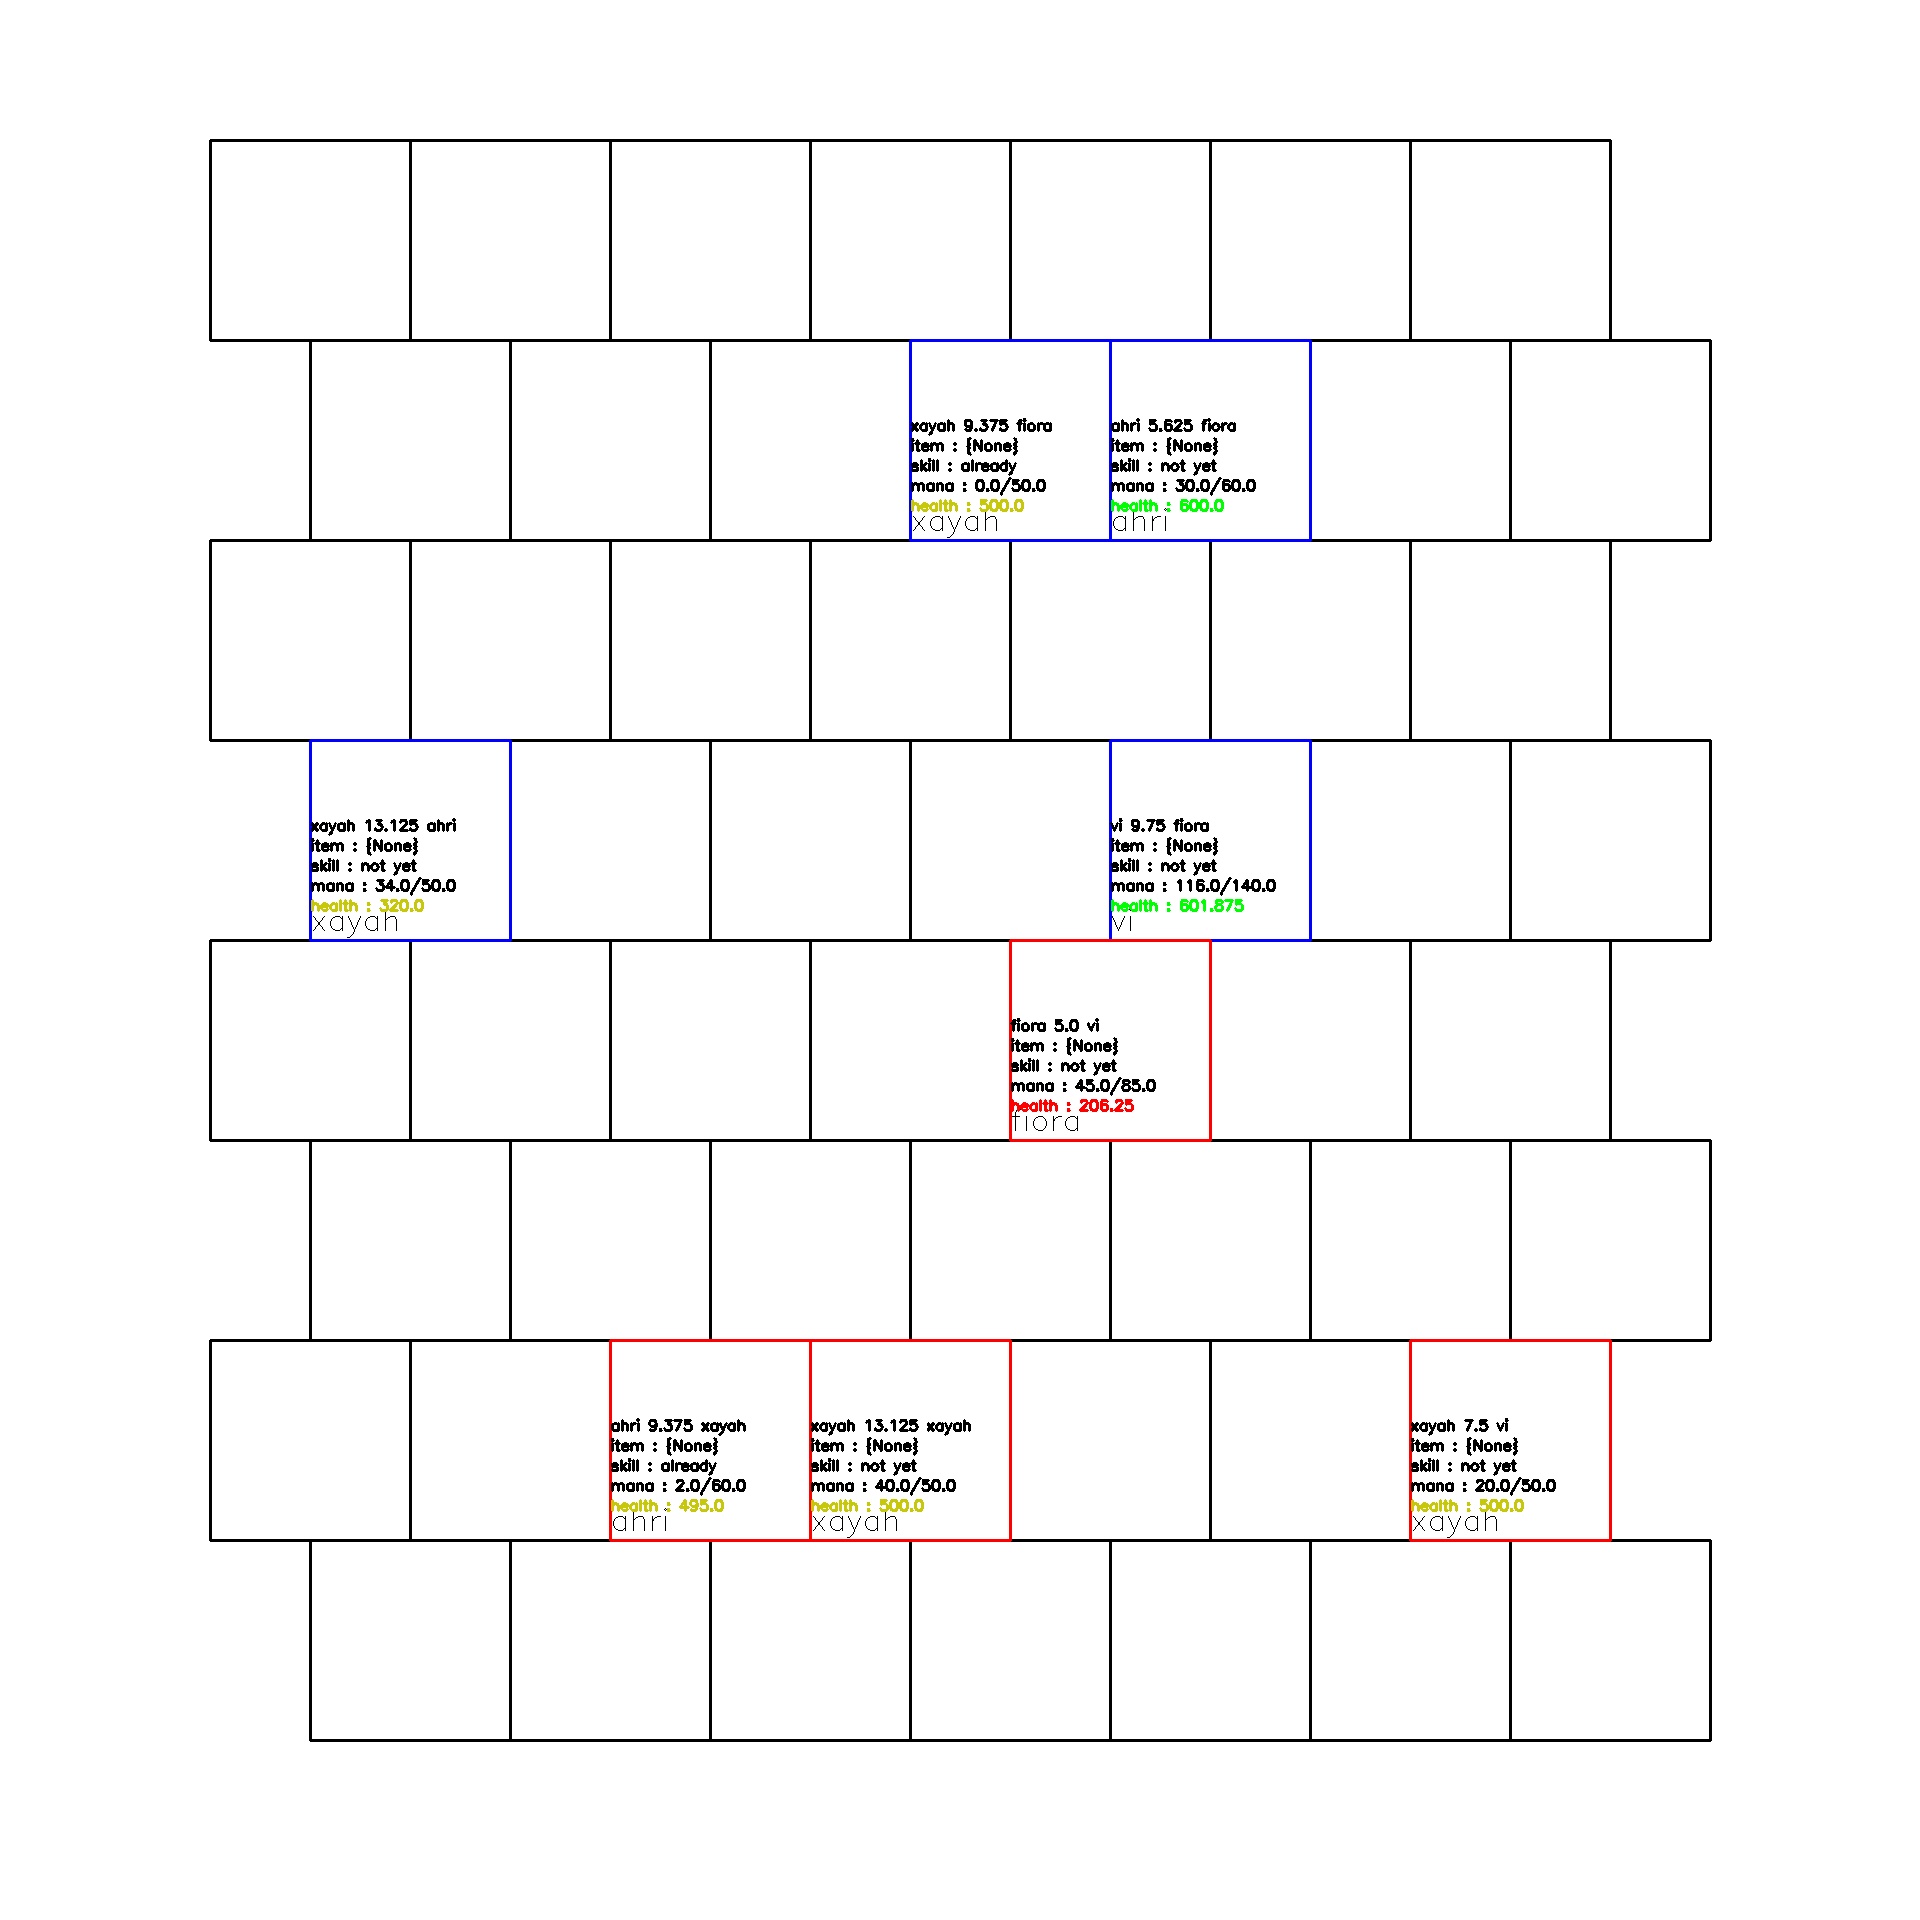 xayah 9.375 fiora
item : {None}
skill : already
mana : 0.0/50.0
health : 500.0
xayah
ahri 5.625 fiora
item : {None}
skill : not yet
mana : 30.0/60.0
health : 600.0
ahri
xayah 13.125 ahri
item : {None}
skill : not yet
mana : 34.0/50.0
health : 320.0
xayah
vi 9.75 fiora
item : {None}
skill : not yet
mana : 116.0/140.0
health : 601.875
vi
fiora 5.0 vi
item : {None}
skill : not yet
mana : 45.0/85.0
health : 206.25
fiora
ahri 9.375 xayah
item : {None}
skill : already
mana : 2.0/60.0
health : 495.0
ahri
xayah 13.125 xayah
item : {None}
skill : not yet
mana : 40.0/50.0
health : 500.0
xayah
xayah 7.5 vi
item : {None}
skill : not yet
mana : 20.0/50.0
health : 500.0
xayah